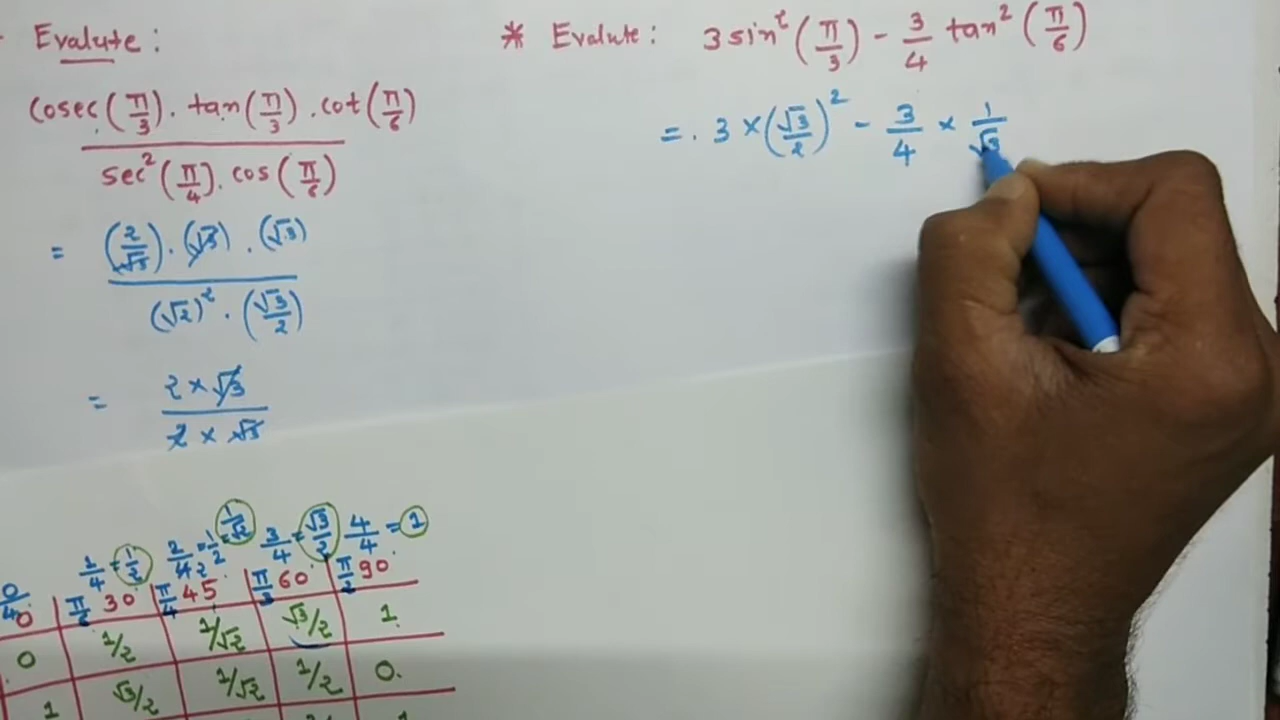 Evalute:
cosec(π/3) . tan(π/3) . cot(π/6)
sec²(π/4) . cos(π/6)
= (2/√3) . (√3) . (√3)
(√2)² . (√3/2)
= 2 × √3
2 × √3
* Evalute: 3 sin²(π/3) - 3/4 tan²(π/6)
= . 3 × (√3/2)² - 3/4 × 1/√3
0/4 1/4 = 1/2 2/4 = 1/2 = 1/√2 3/4 = √3/2 4/4 = 1
0 π/6 30 π/4 45 π/3 60 π/2 90
0 1/2 1/√2 √3/2 1
1 √3/2 1/√2 1/2 0